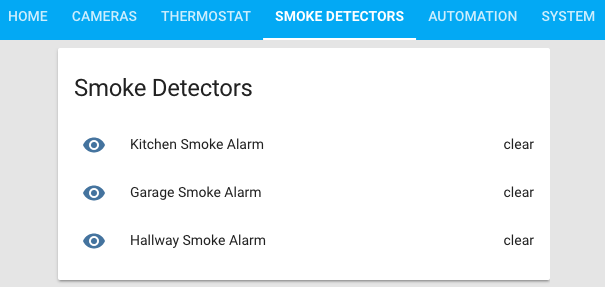 HOME CAMERAS THERMOSTAT SMOKE DETECTORS AUTOMATION SYSTEM
Smoke Detectors
Kitchen Smoke Alarm clear
Garage Smoke Alarm clear
Hallway Smoke Alarm clear